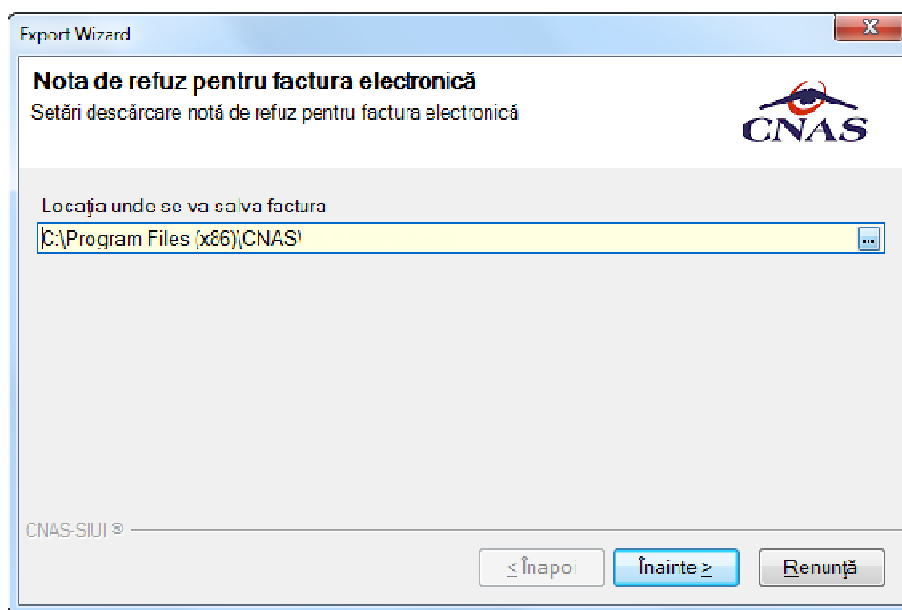 Export Wizard
X
Nota de refuz pentru factura electronică
Setări descărcare notă de refuz pentru factura electronică
CNAS
Locația unde se va salva factura
C:\Program Files (x86)\CNAS\
...
CNAS-SIUI ®
< Înapoi
Înainte >
Renunță